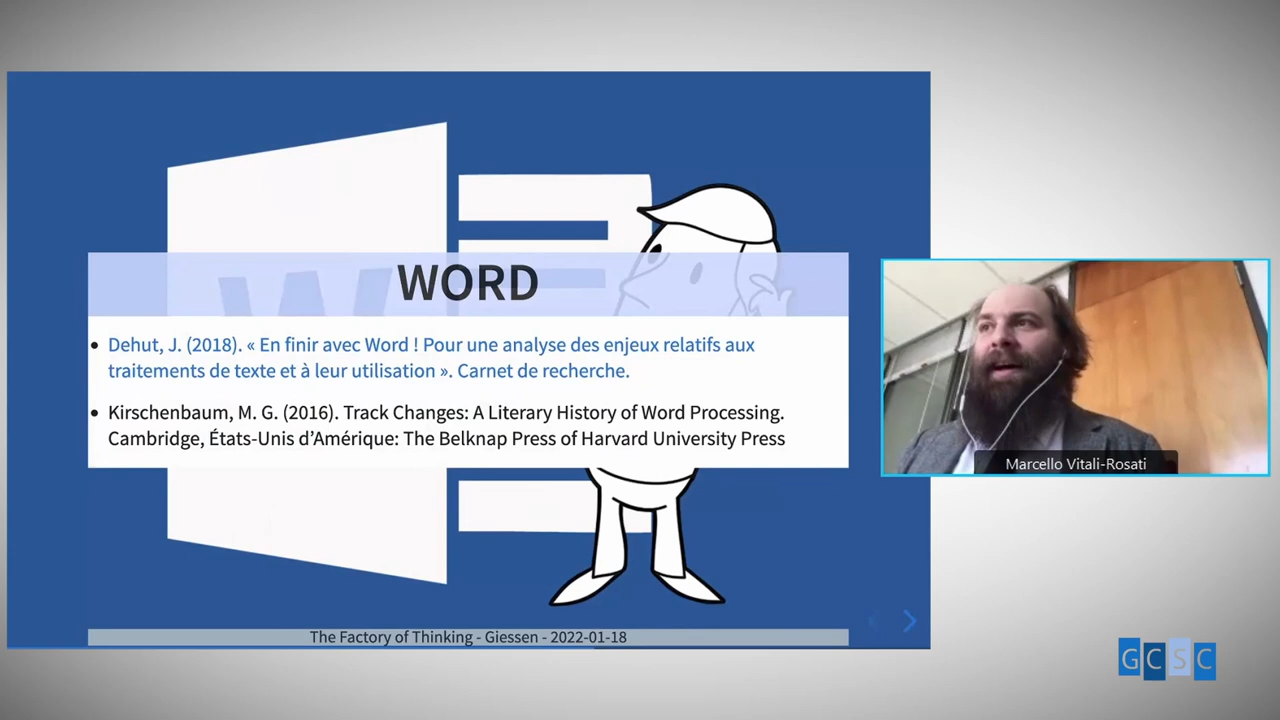 WORD
Dehut, J. (2018). « En finir avec Word ! Pour une analyse des enjeux relatifs aux
traitements de texte et à leur utilisation ». Carnet de recherche.
Kirschenbaum, M. G. (2016). Track Changes: A Literary History of Word Processing.
Cambridge, États-Unis d’Amérique: The Belknap Press of Harvard University Press
The Factory of Thinking - Giessen - 2022-01-18
Marcello Vitali-Rosati
GCSC
W